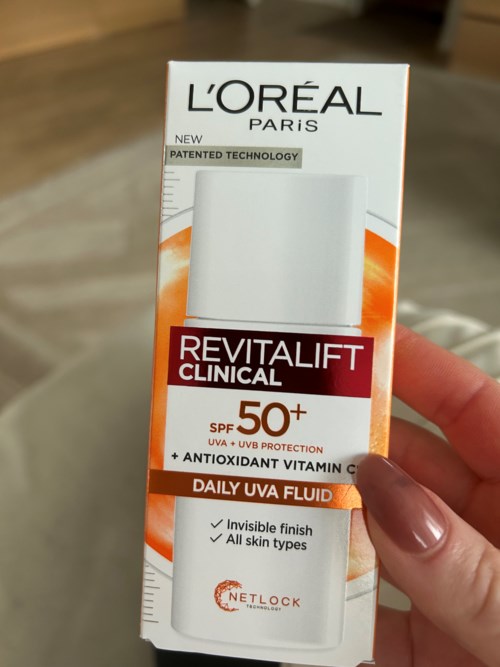 L'ORÉAL
PARiS
NEW
PATENTED TECHNOLOGY
REVITALIFT
CLINICAL
SPF 50+
UVA + UVB PROTECTION
+ ANTIOXIDANT VITAMIN C
DAILY UVA FLUID
✓ Invisible finish
✓ All skin types
NETLOCK
TECHNOLOGY